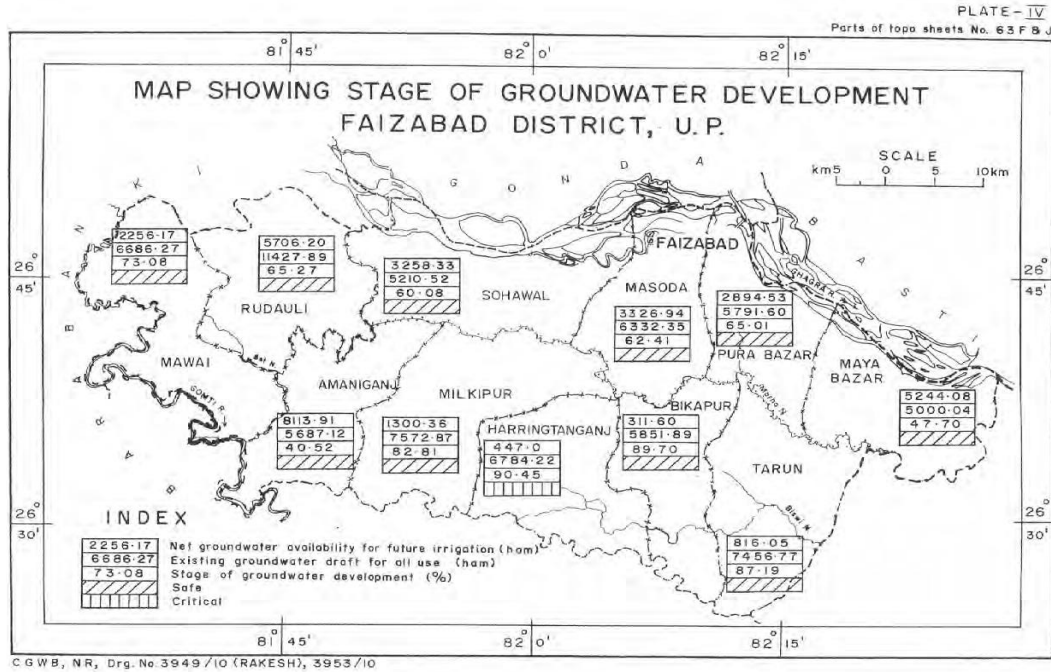 PLATE-IV
Parts of topo sheets No. 63 F & J
81° 45'
82° 0'
82° 15'
MAP SHOWING STAGE OF GROUNDWATER DEVELOPMENT
FAIZABAD DISTRICT, U.P.
SCALE
km5 0 5 10km
GONDA
BASTI
BARABANKI
26° 45'
26° 45'
2256.17
6686.27
73.08
5706.20
11427.89
65.27
RUDAULI
3258.33
5210.52
60.08
SOHAWAL
FAIZABAD
MASODA
3326.94
6332.35
62.41
2894.53
5791.60
65.01
PURA BAZAR
GHAGRA R.
MAYA
BAZAR
5244.08
5000.04
47.70
MAWAI
GOMTI R.
AMANIGANJ
8113.91
5687.12
40.52
MILKIPUR
1300.36
7572.87
82.81
HARRINGTANGANJ
447.0
6784.22
90.45
BIKAPUR
311.60
5851.89
89.70
TARUN
816.05
7456.77
87.19
26° 30'
26° 30'
INDEX
2256.17 Net groundwater availability for future irrigation (ham)
6686.27 Existing groundwater draft for all use (ham)
73.08 Stage of groundwater development (%)
Safe
Critical
81° 45'
82° 0'
82° 15'
CGWB, NR, Drg. No. 3949/10 (RAKESH), 3953/10